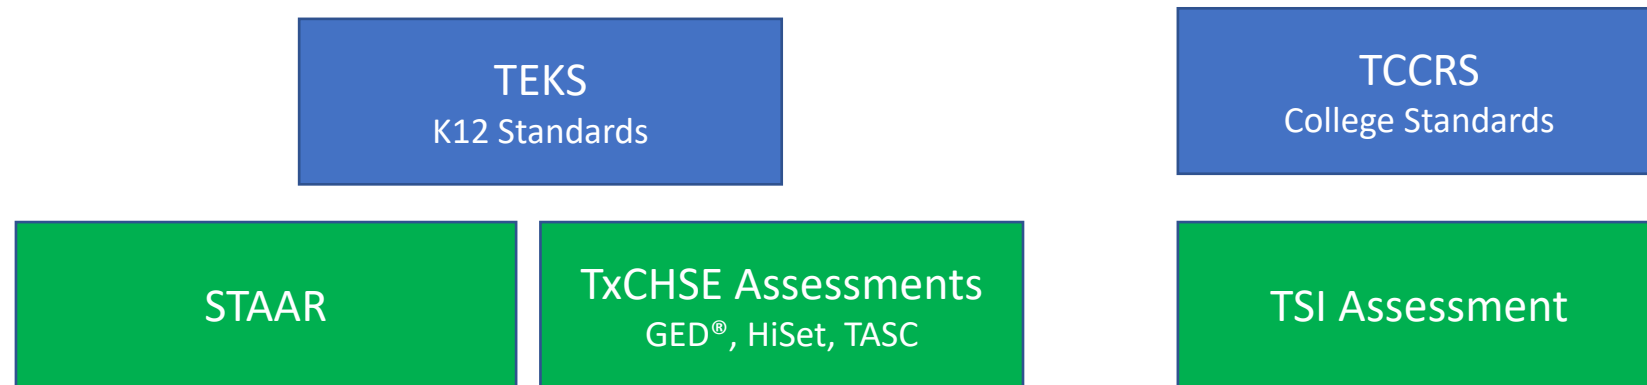 TEKS
K12 Standards
TCCRS
College Standards
STAAR
TxCHSE Assessments
GED®, HiSet, TASC
TSI Assessment